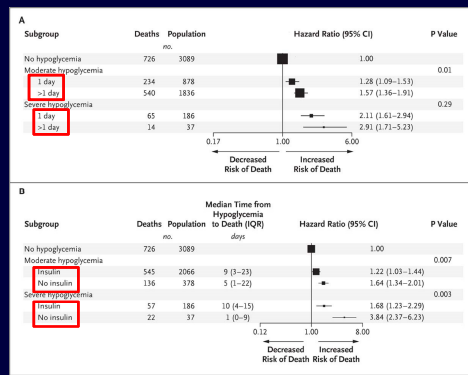 A
Subgroup Deaths Population Hazard Ratio (95% CI) P Value
no.
No hypoglycemia 726 3089 1.00
Moderate hypoglycemia 0.01
1 day 234 878 1.28 (1.09–1.53)
>1 day 540 1836 1.57 (1.36–1.91)
Severe hypoglycemia 0.29
1 day 65 186 2.11 (1.61–2.94)
>1 day 14 37 2.91 (1.71–5.23)
0.17 1.00 6.00
Decreased Risk of Death Increased Risk of Death
B
Subgroup Deaths Population Median Time from Hypoglycemia to Death (IQR) Hazard Ratio (95% CI) P Value
no. days
No hypoglycemia 726 3089 1.00
Moderate hypoglycemia 0.007
Insulin 545 2066 9 (3–23) 1.22 (1.03–1.44)
No insulin 136 378 5 (1–22) 1.64 (1.34–2.01)
Severe hypoglycemia 0.003
Insulin 57 186 10 (4–15) 1.68 (1.23–2.29)
No insulin 22 37 1 (0–9) 3.84 (2.37–6.23)
0.12 1.00 8.00
Decreased Risk of Death Increased Risk of Death